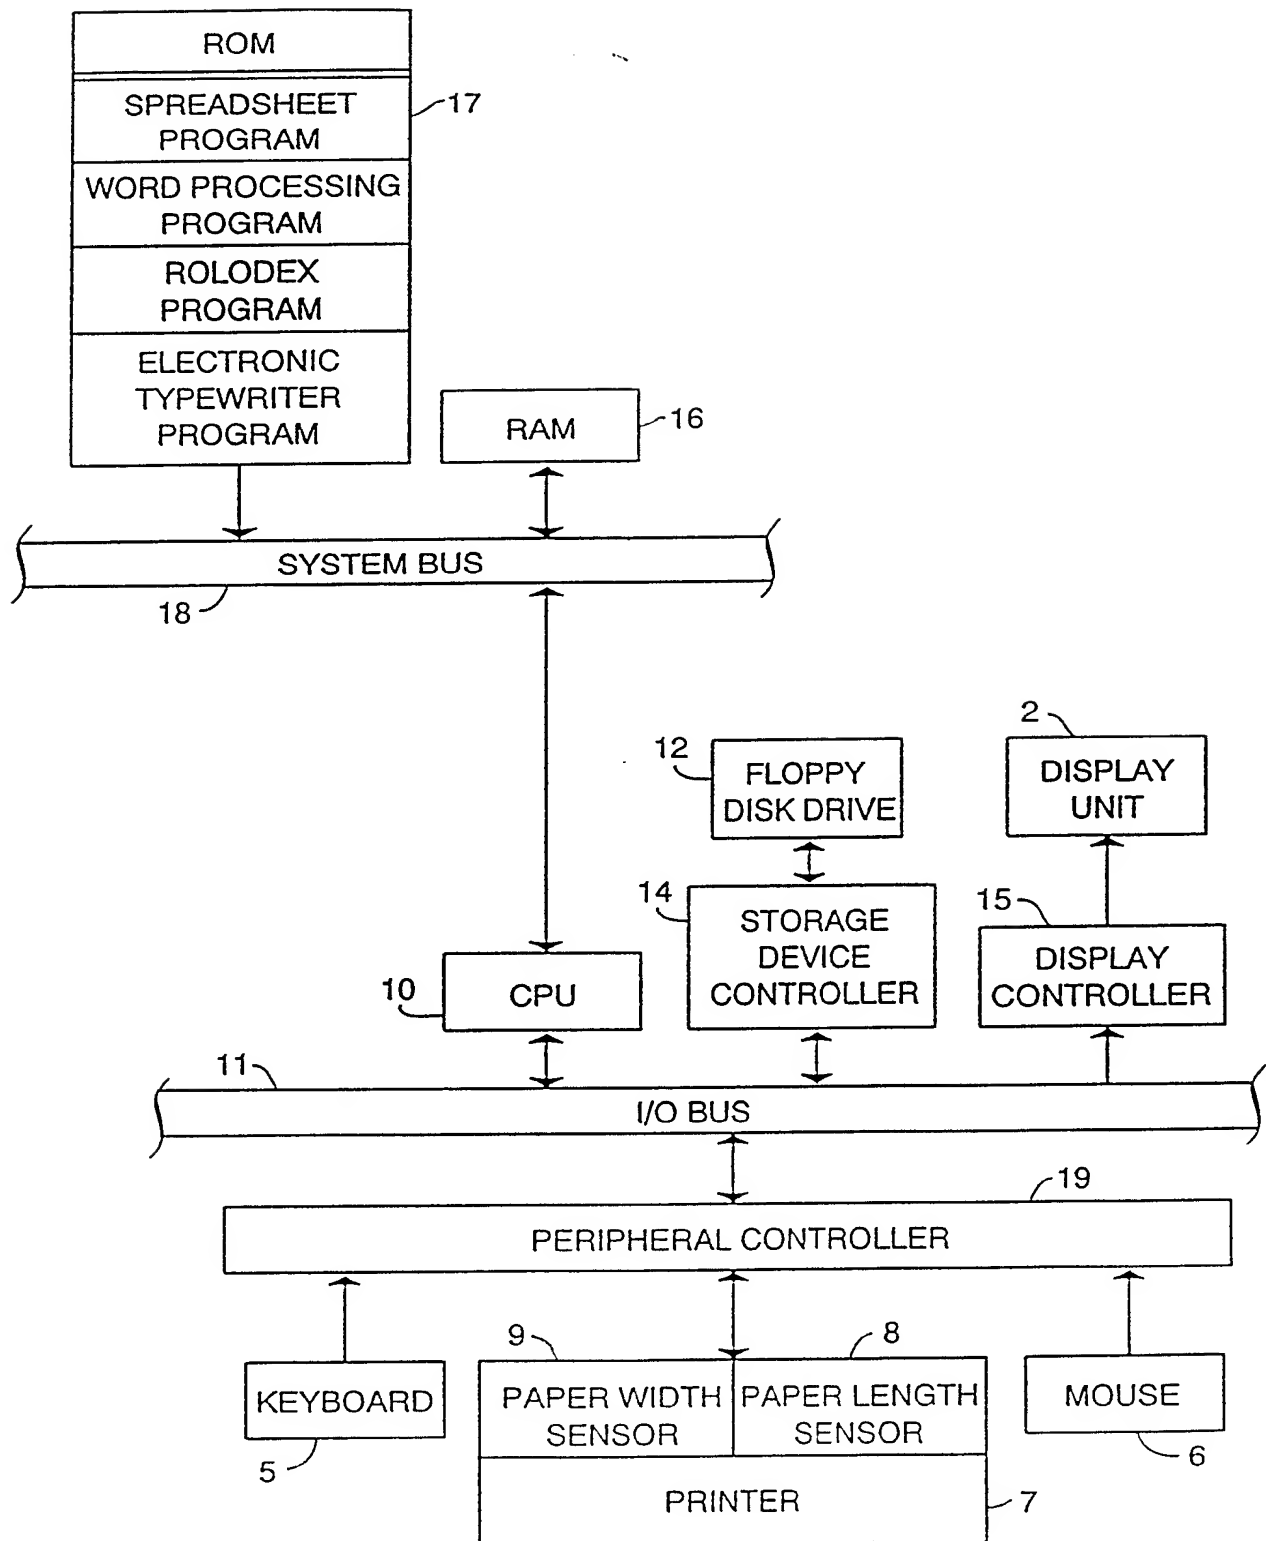 ROM
SPREADSHEET
PROGRAM
17
WORD PROCESSING
PROGRAM
ROLODEX
PROGRAM
ELECTRONIC
TYPEWRITER
PROGRAM
RAM
16
SYSTEM BUS
18
2
12
FLOPPY
DISK DRIVE
DISPLAY
UNIT
14
STORAGE
DEVICE
CONTROLLER
15
DISPLAY
CONTROLLER
10
CPU
11
I/O BUS
19
PERIPHERAL CONTROLLER
9
8
KEYBOARD
PAPER WIDTH
SENSOR
PAPER LENGTH
SENSOR
MOUSE
5
6
PRINTER
7